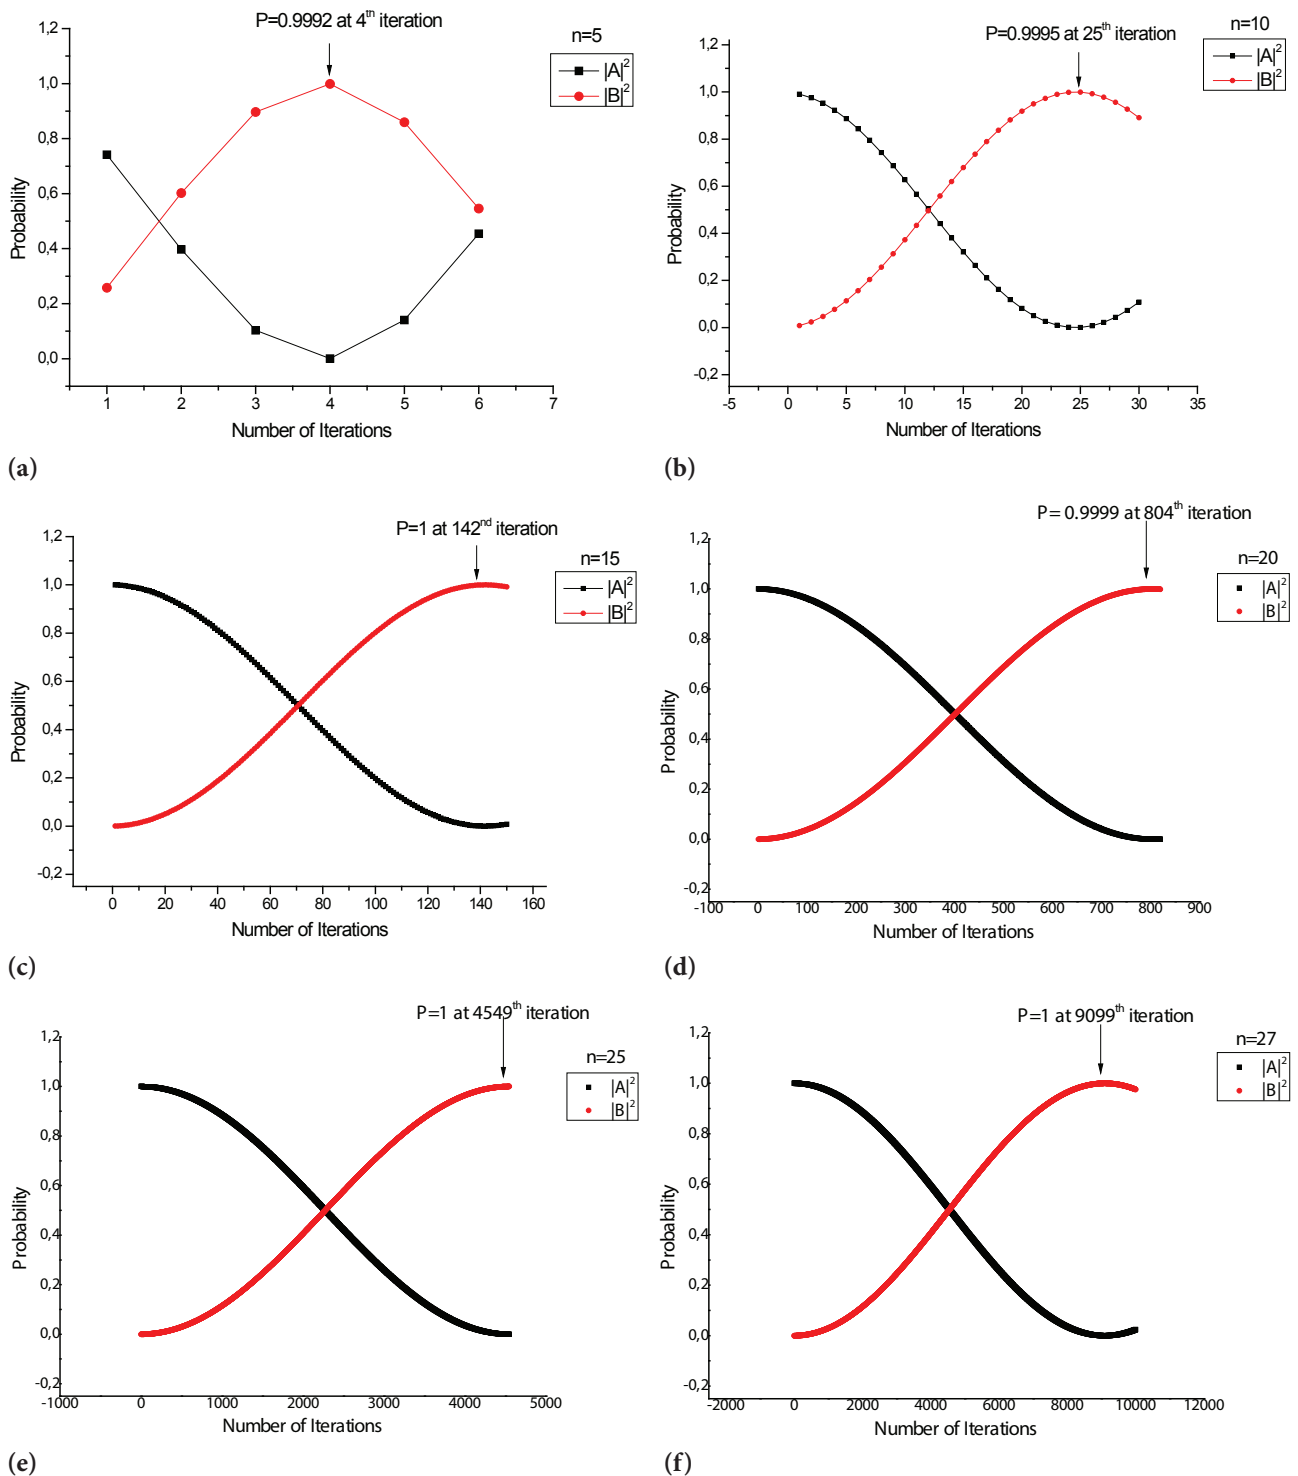 P=0.9992 at 4th iteration
n=5
|A|²
|B|²
1,2
1,0
0,8
0,6
0,4
0,2
0,0
Probability
1 2 3 4 5 6 7
Number of Iterations
(a)
P=0.9995 at 25th iteration
n=10
|A|²
|B|²
1,2
1,0
0,8
0,6
0,4
0,2
0,0
-0,2
Probability
-5 0 5 10 15 20 25 30 35
Number of Iterations
(b)
P=1 at 142nd iteration
n=15
|A|²
|B|²
1,2
1,0
0,8
0,6
0,4
0,2
0,0
-0,2
Probability
0 20 40 60 80 100 120 140 160
Number of Iterations
(c)
P= 0.9999 at 804th iteration
n=20
|A|²
|B|²
1,2
1,0
0,8
0,6
0,4
0,2
0,0
-0,2
Probability
-100 0 100 200 300 400 500 600 700 800 900
Number of Iterations
(d)
P=1 at 4549th iteration
n=25
|A|²
|B|²
1,2
1,0
0,8
0,6
0,4
0,2
0,0
-0,2
Probability
-1000 0 1000 2000 3000 4000 5000
Number of Iterations
(e)
P=1 at 9099th iteration
n=27
|A|²
|B|²
1,2
1,0
0,8
0,6
0,4
0,2
0,0
-0,2
Probability
-2000 0 2000 4000 6000 8000 10000 12000
Number of Iterations
(f)